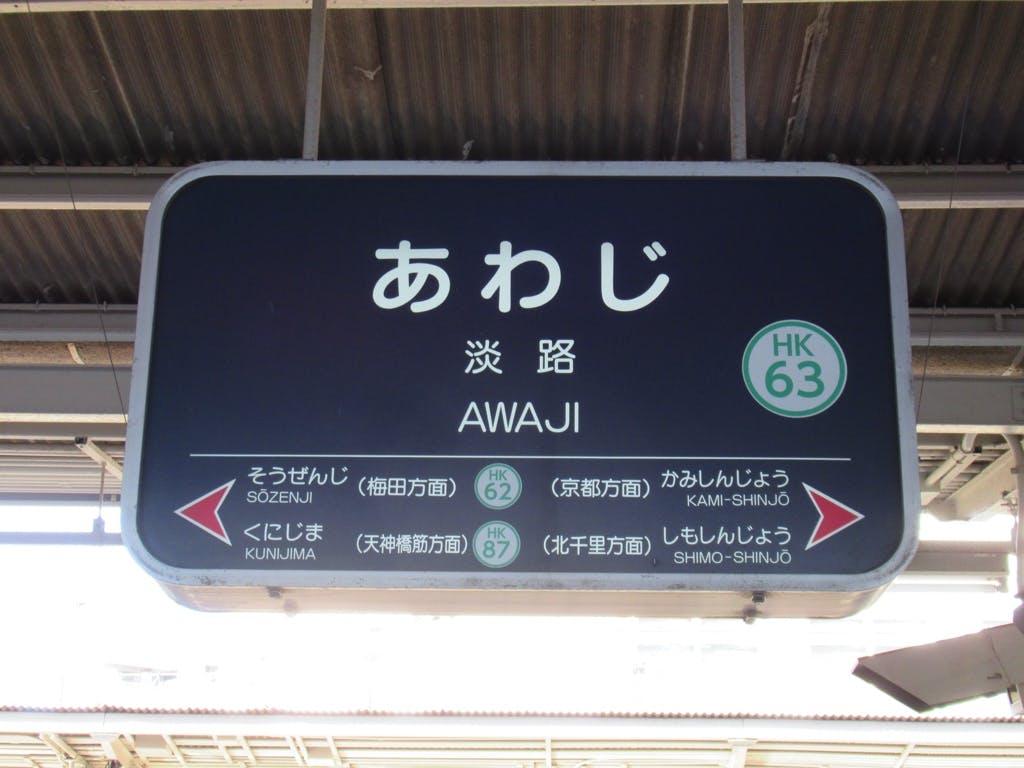 あわじ
淡路
AWAJI
HK
63
そうぜんじ (梅田方面) HK 62 (京都方面) かみしんじょう
SŌZENJI KAMI-SHINJŌ
くにじま (天神橋筋方面) HK 87 (北千里方面) しもしんじょう
KUNIJIMA SHIMO-SHINJŌ